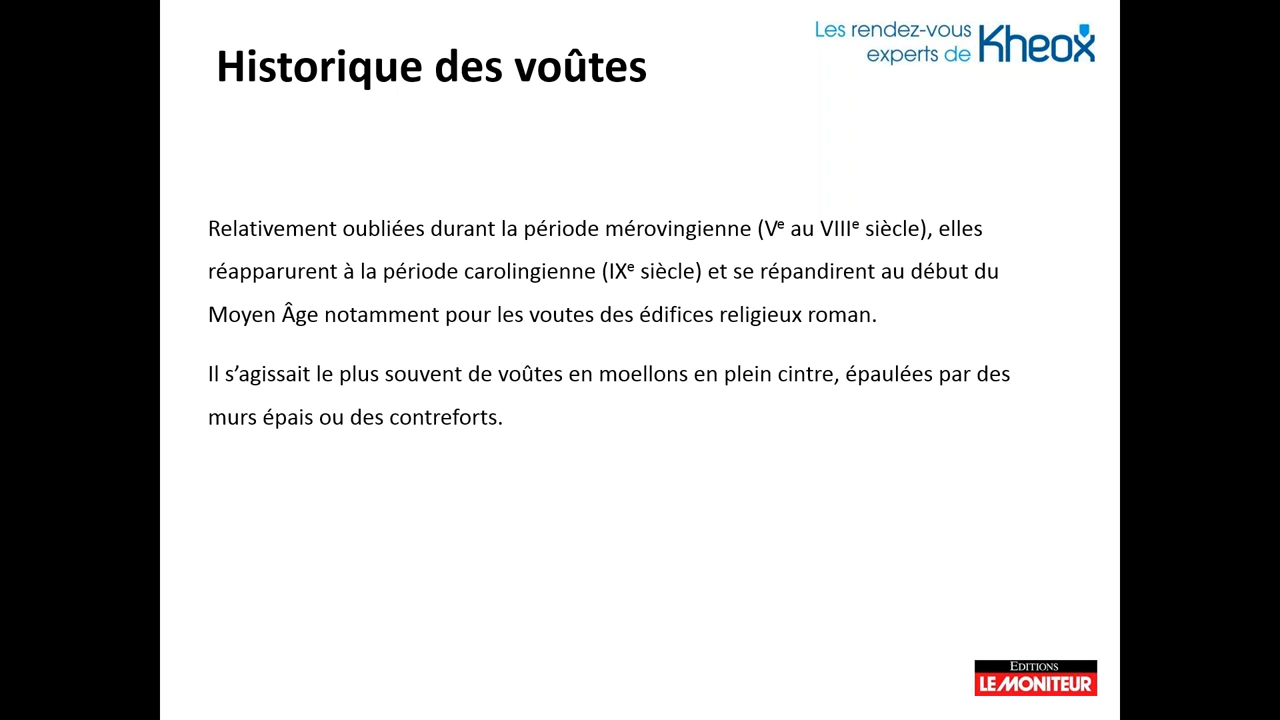 Historique des voûtes
Les rendez-vous
experts de Kheox
Relativement oubliées durant la période mérovingienne (Vᵉ au VIIIᵉ siècle), elles
réapparurent à la période carolingienne (IXᵉ siècle) et se répandirent au début du
Moyen Âge notamment pour les voutes des édifices religieux roman.
Il s’agissait le plus souvent de voûtes en moellons en plein cintre, épaulées par des
murs épais ou des contreforts.
EDITIONS
LE MONITEUR